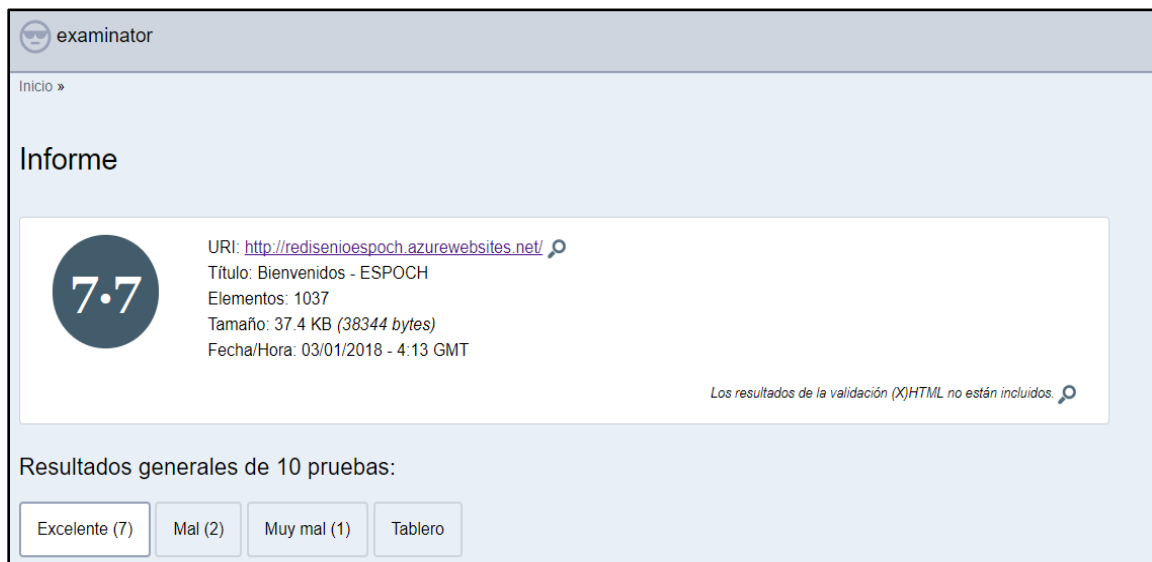 examinator
Inicio »
Informe
7.7
URI: http://redisenioespoch.azurewebsites.net/
Título: Bienvenidos - ESPOCH
Elementos: 1037
Tamaño: 37.4 KB (38344 bytes)
Fecha/Hora: 03/01/2018 - 4:13 GMT
Los resultados de la validación (X)HTML no están incluidos.
Resultados generales de 10 pruebas:
Excelente (7) Mal (2) Muy mal (1) Tablero